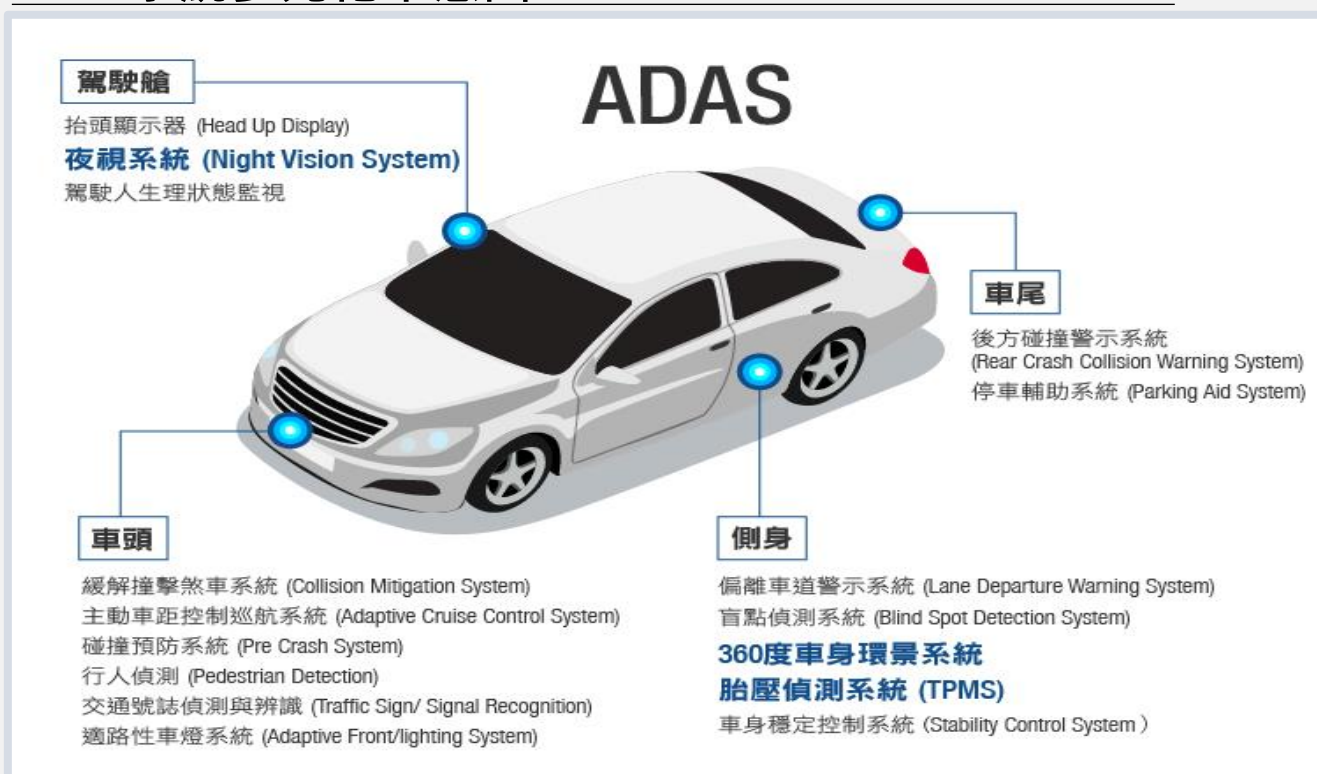 ADAS
駕駛艙
抬頭顯示器 (Head Up Display)
夜視系統 (Night Vision System)
駕駛人生理狀態監視
車尾
後方碰撞警示系統
(Rear Crash Collision Warning System)
停車輔助系統 (Parking Aid System)
車頭
緩解撞擊煞車系統 (Collision Mitigation System)
主動車距控制巡航系統 (Adaptive Cruise Control System)
碰撞預防系統 (Pre Crash System)
行人偵測 (Pedestrian Detection)
交通號誌偵測與辨識 (Traffic Sign/ Signal Recognition)
適路性車燈系統 (Adaptive Front/lighting System)
側身
偏離車道警示系統 (Lane Departure Warning System)
盲點偵測系統 (Blind Spot Detection System)
360度車身環景系統
胎壓偵測系統 (TPMS)
車身穩定控制系統 (Stability Control System )